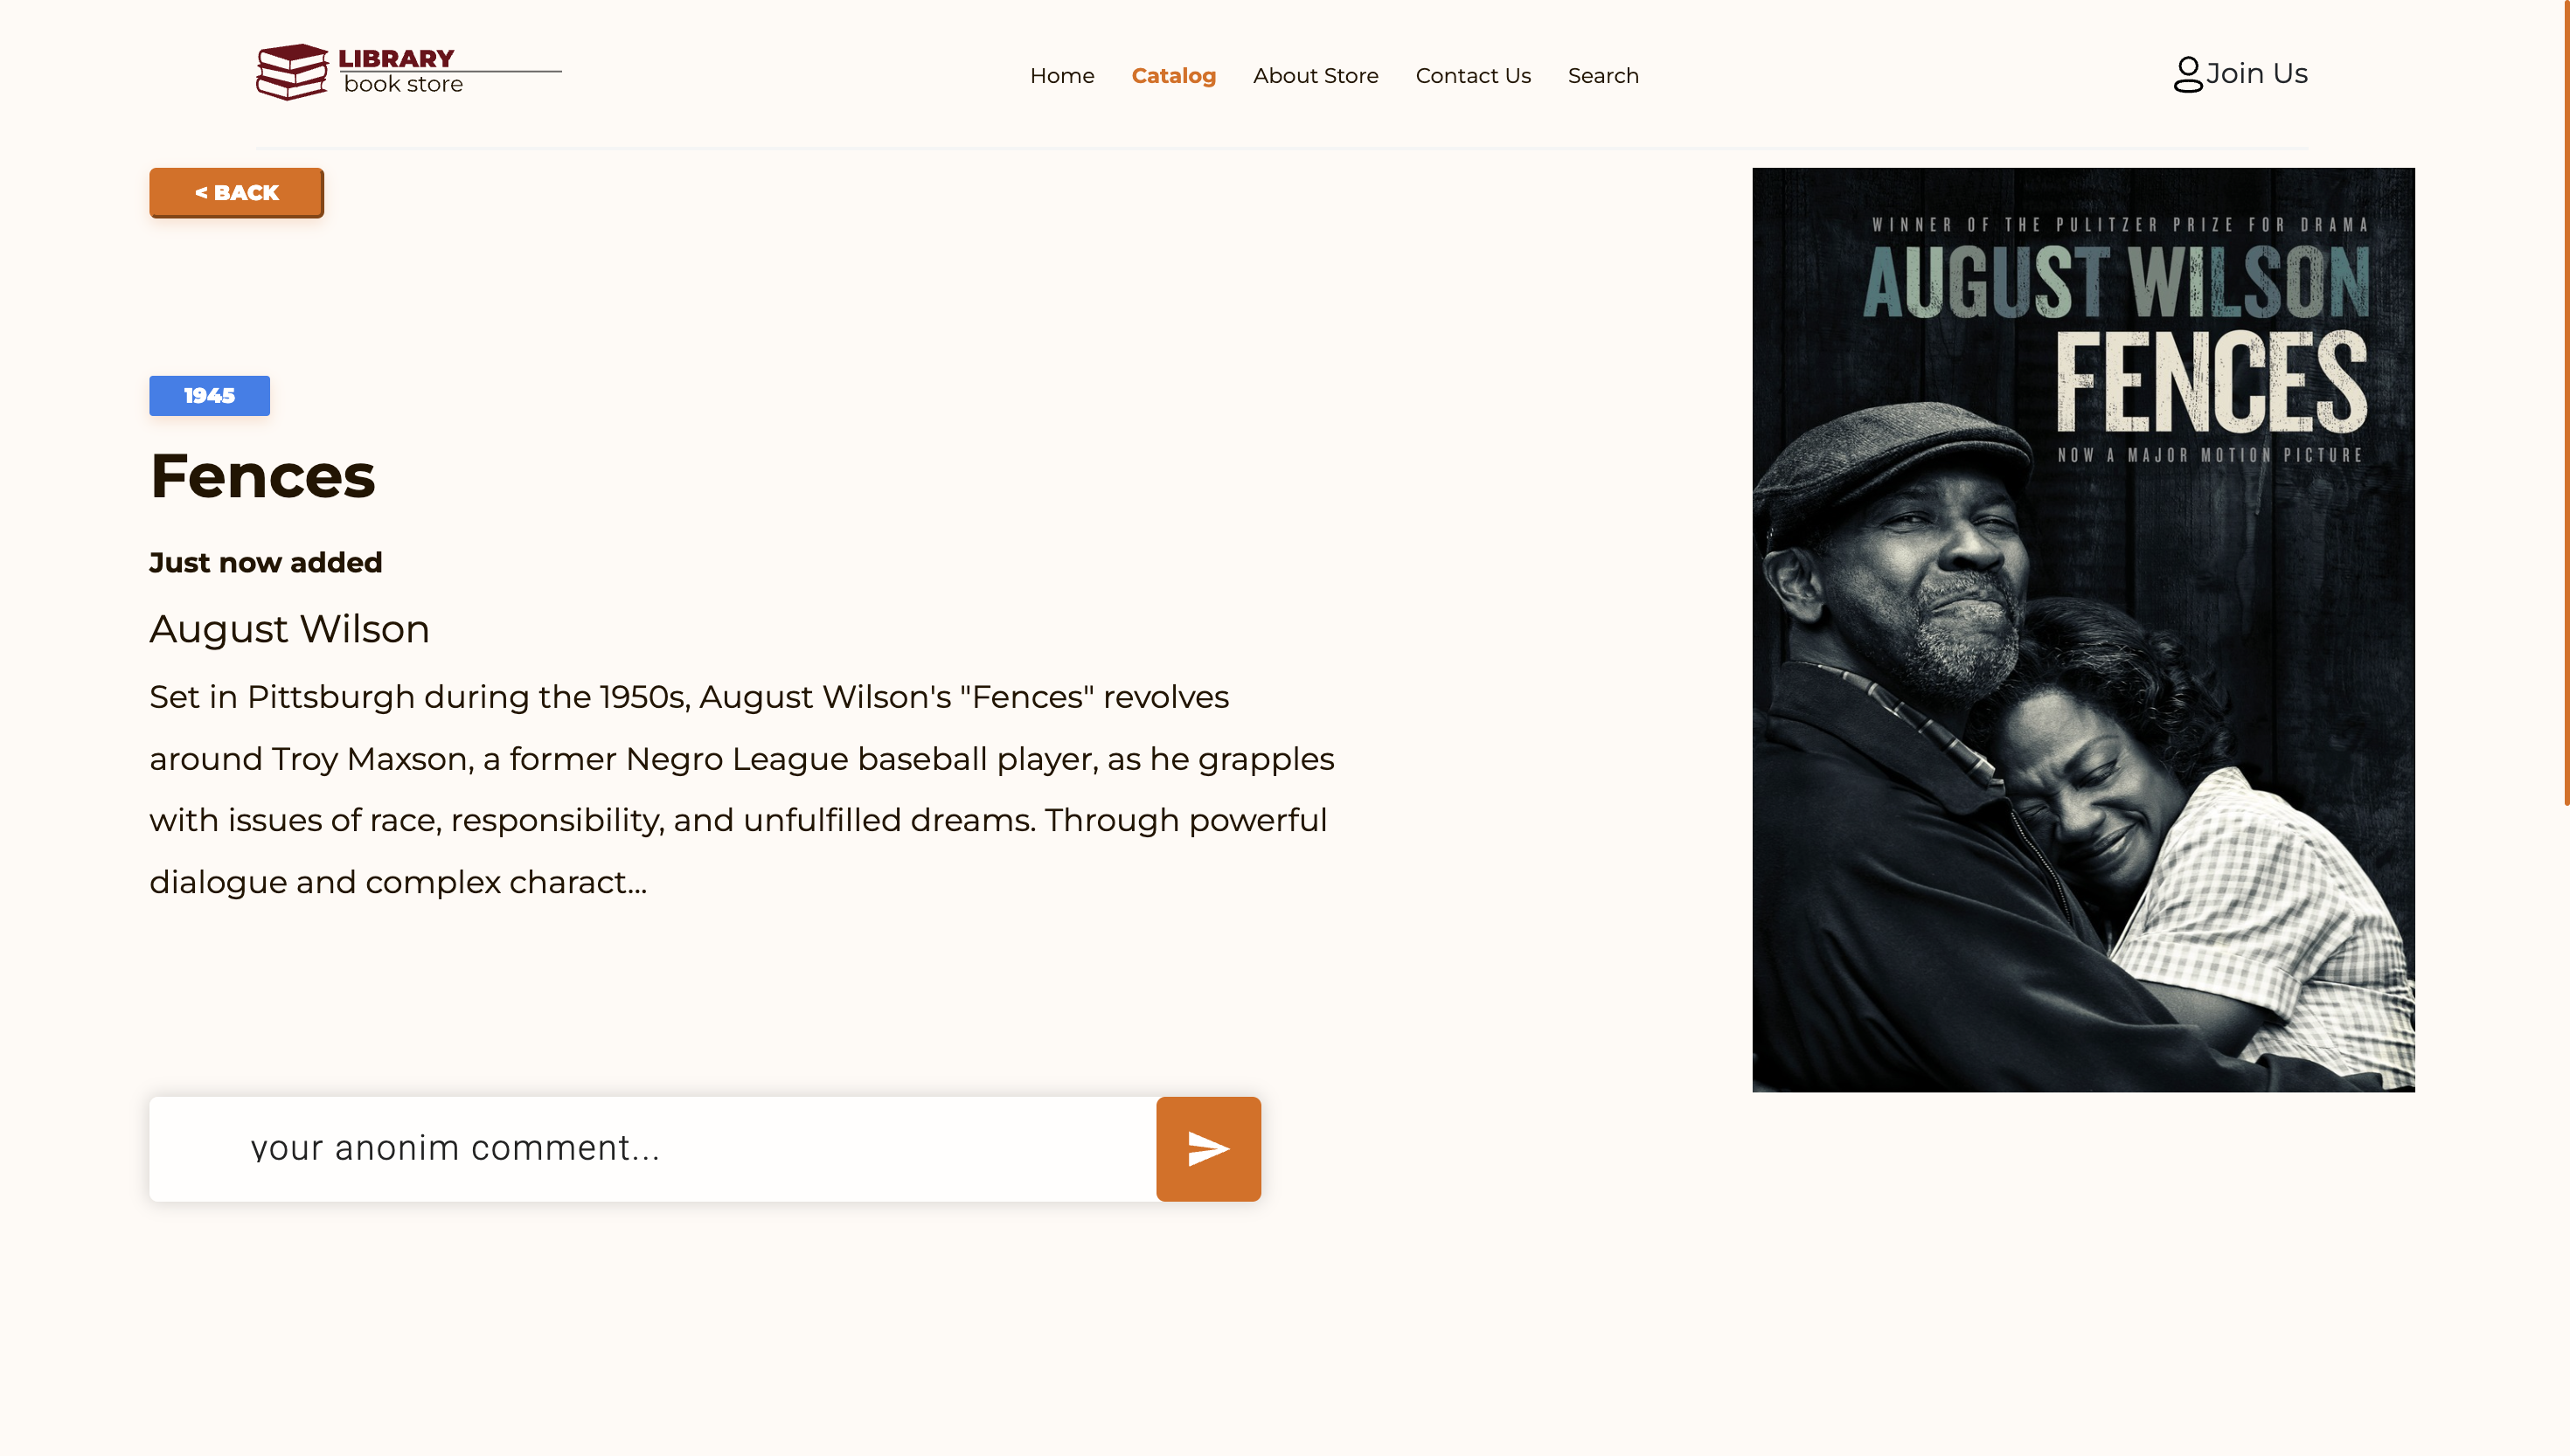 LIBRARY
book store
Home
Catalog
About Store
Contact Us
Search
Join Us
< BACK
1945
Fences
Just now added
August Wilson
Set in Pittsburgh during the 1950s, August Wilson's "Fences" revolves
around Troy Maxson, a former Negro League baseball player, as he grapples
with issues of race, responsibility, and unfulfilled dreams. Through powerful
dialogue and complex charact...
your anonim comment...
WINNER OF THE PULITZER PRIZE FOR DRAMA
AUGUST WILSON
FENCES
NOW A MAJOR MOTION PICTURE